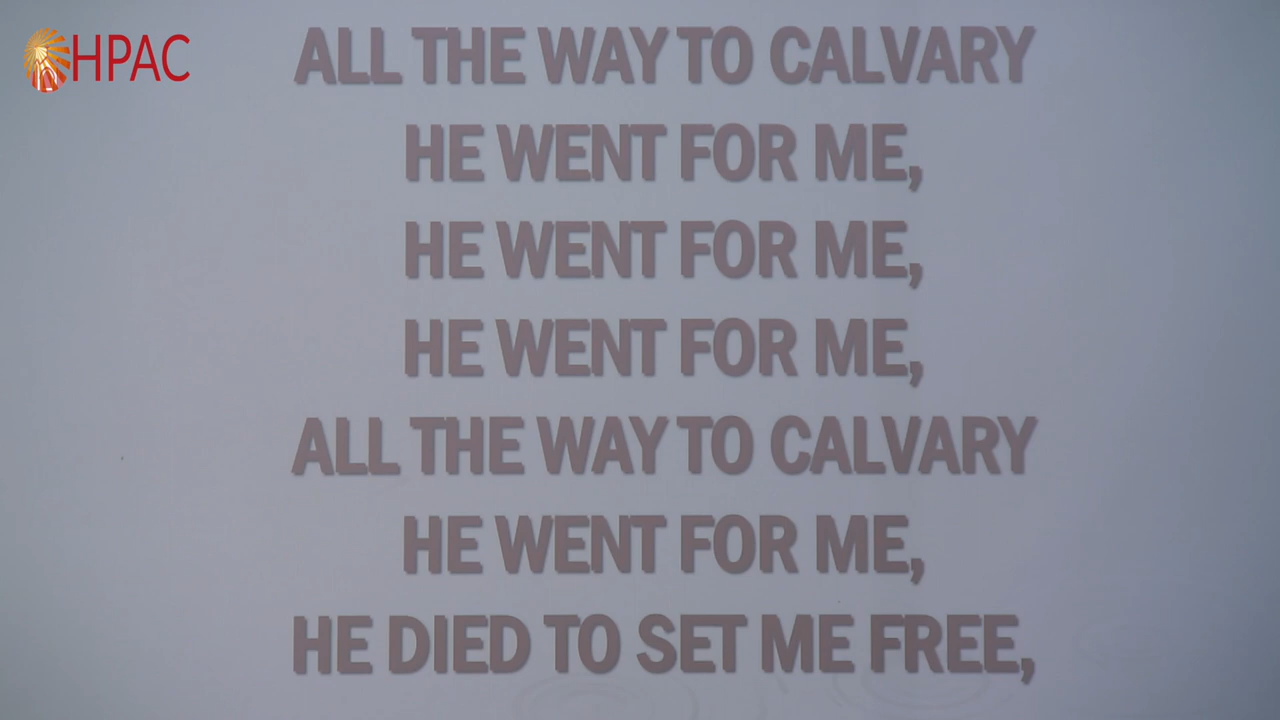 HPAC
ALL THE WAY TO CALVARY
HE WENT FOR ME,
HE WENT FOR ME,
HE WENT FOR ME,
ALL THE WAY TO CALVARY
HE WENT FOR ME,
HE DIED TO SET ME FREE,